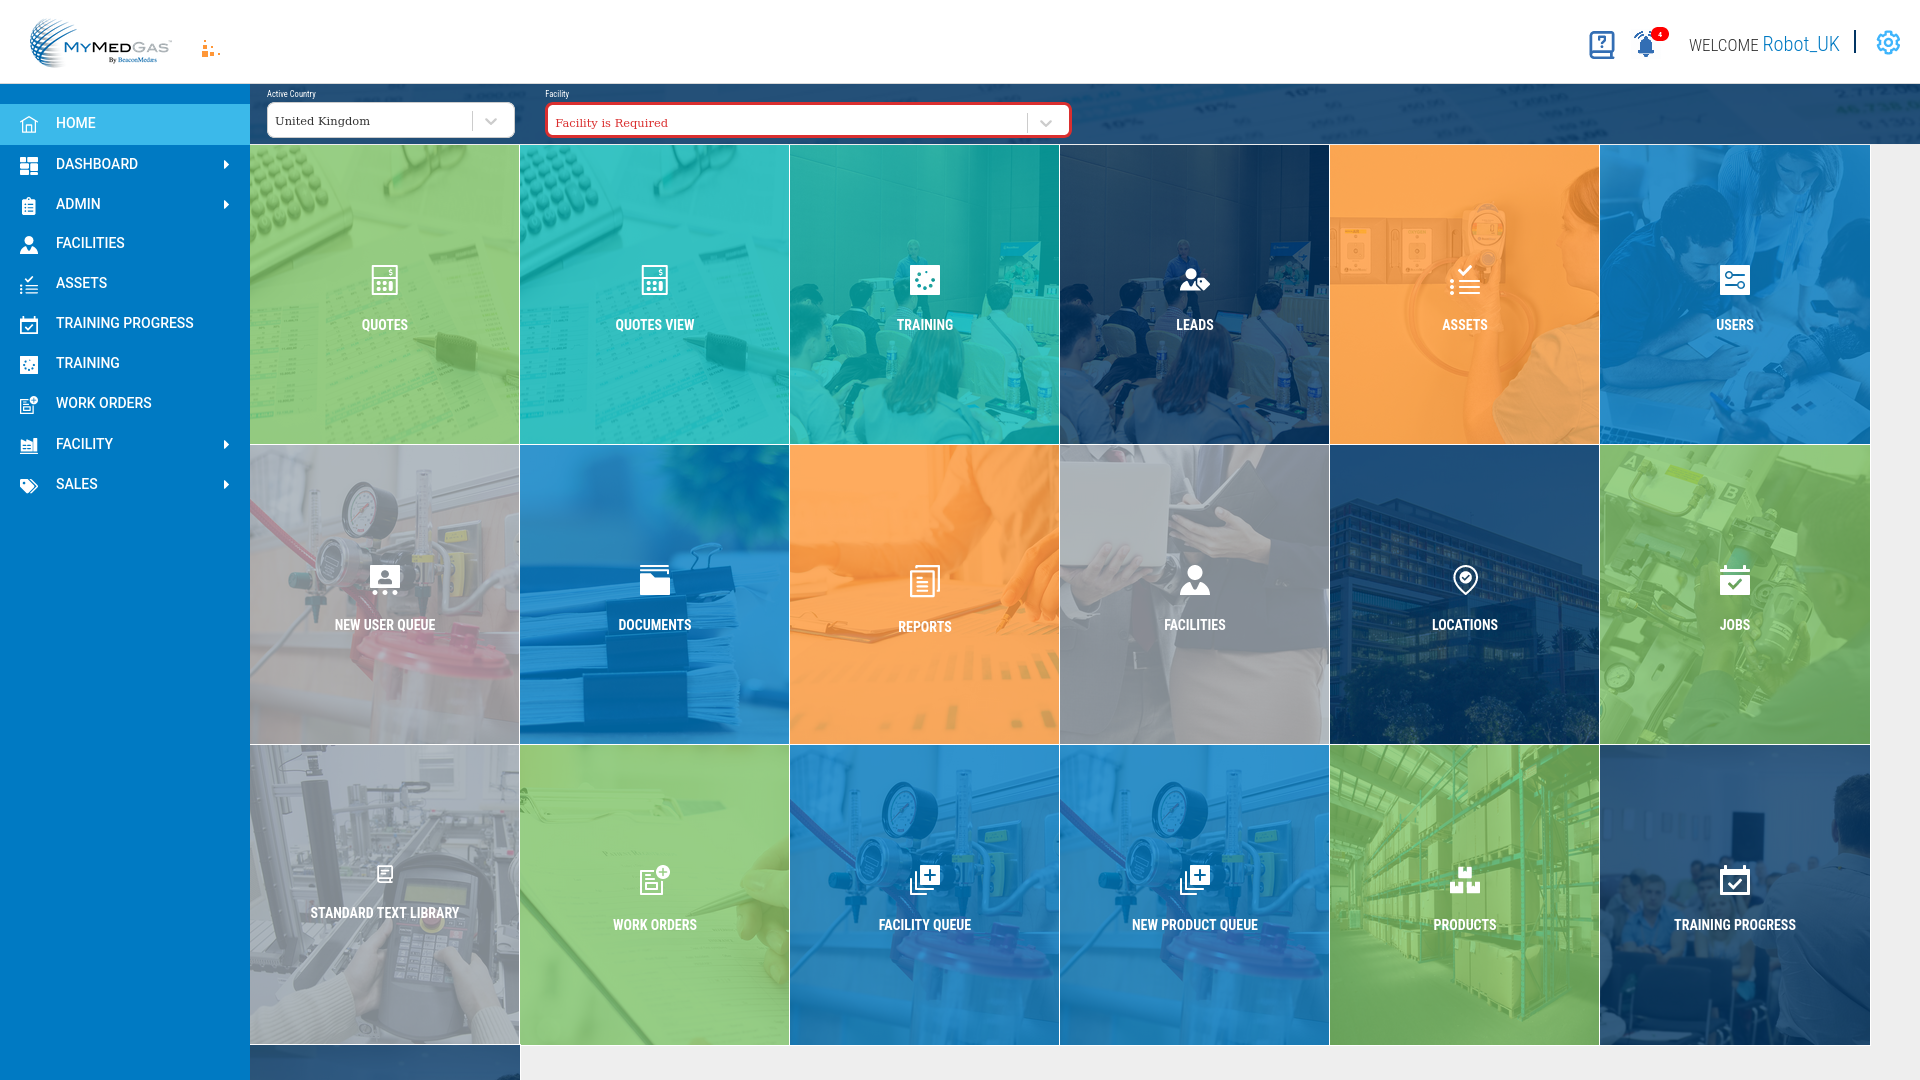 MYMEDGAS
By BeaconMedæs
4
WELCOME Robot_UK
Active Country
Facility
United Kingdom
Facility is Required
HOME
DASHBOARD
ADMIN
FACILITIES
ASSETS
TRAINING PROGRESS
TRAINING
WORK ORDERS
FACILITY
SALES
QUOTES
QUOTES VIEW
TRAINING
LEADS
ASSETS
USERS
NEW USER QUEUE
DOCUMENTS
REPORTS
FACILITIES
LOCATIONS
JOBS
STANDARD TEXT LIBRARY
WORK ORDERS
FACILITY QUEUE
NEW PRODUCT QUEUE
PRODUCTS
TRAINING PROGRESS